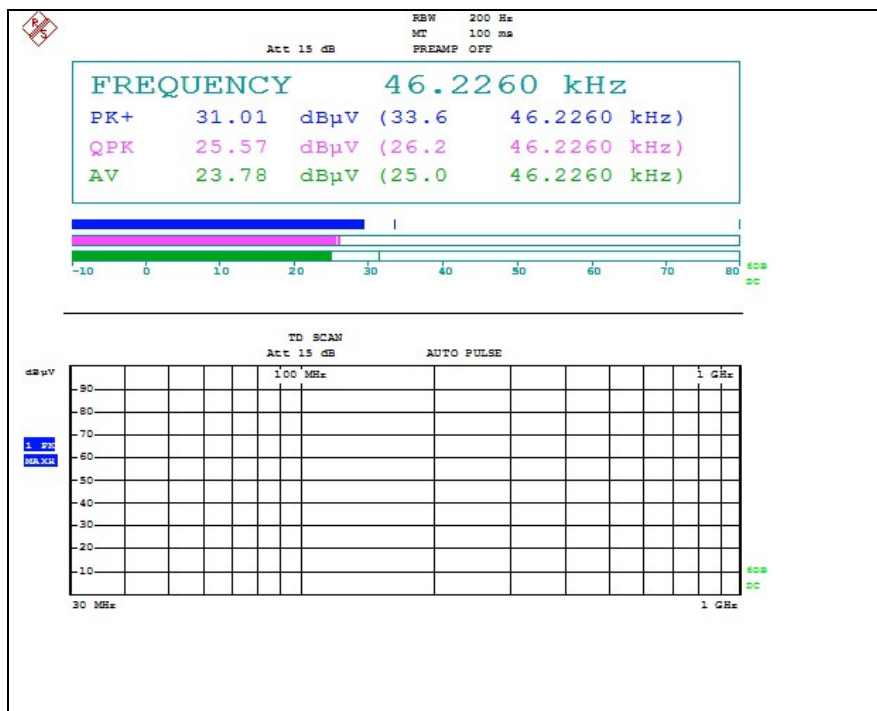 R S
RBW 200 Hz
MT 100 ms
Att 15 dB PREAMP OFF
FREQUENCY 46.2260 kHz
PK+ 31.01 dBµV (33.6 46.2260 kHz)
QPK 25.57 dBµV (26.2 46.2260 kHz)
AV 23.78 dBµV (25.0 46.2260 kHz)
-10 0 10 20 30 40 50 60 70 80
6DB
DC
TD SCAN
Att 15 dB AUTO PULSE
dBµV 100 MHz 1 GHz
90
80
70
1 PK
MAXH 60
50
40
30
20
10 6DB
DC
30 MHz 1 GHz